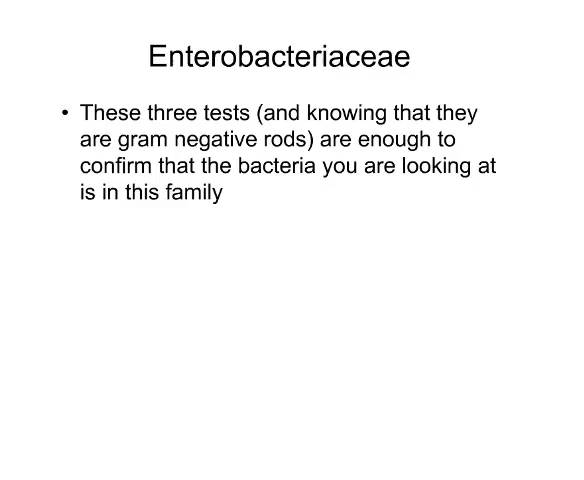 Enterobacteriaceae
• These three tests (and knowing that they
are gram negative rods) are enough to
confirm that the bacteria you are looking at
is in this family